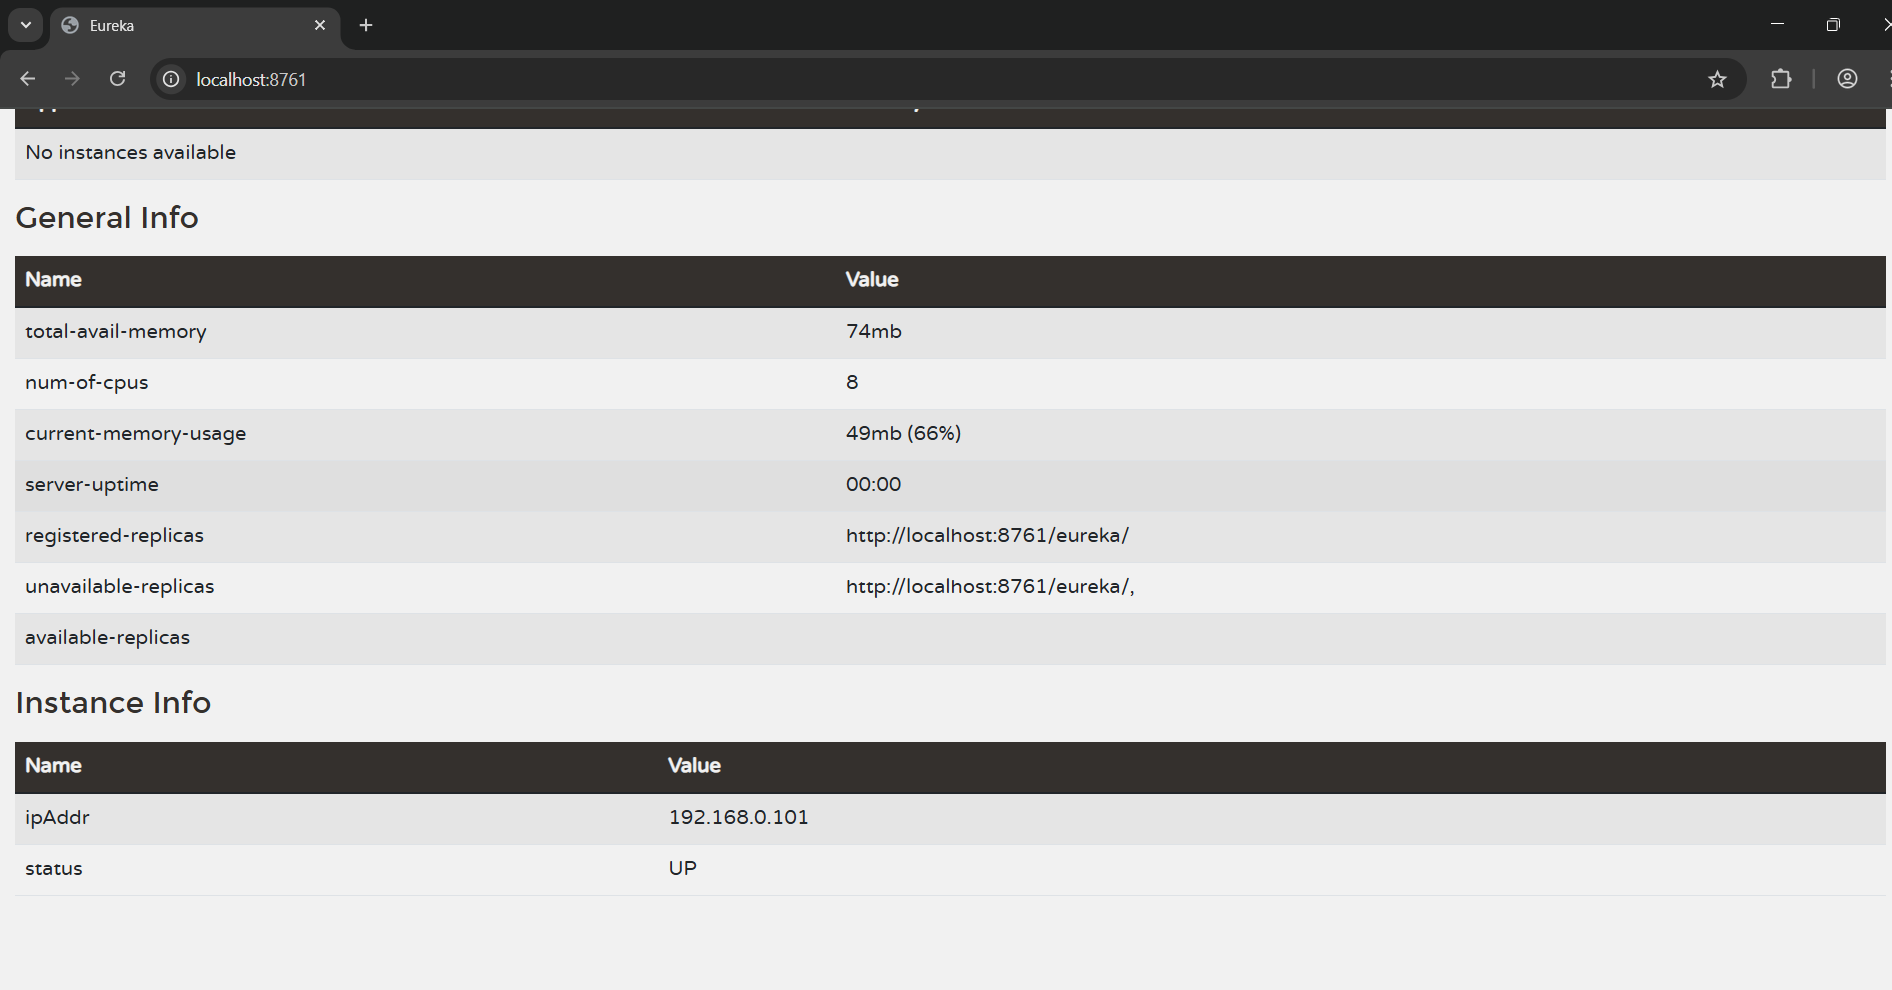 Eureka
localhost:8761
No instances available
General Info
Name Value
total-avail-memory 74mb
num-of-cpus 8
current-memory-usage 49mb (66%)
server-uptime 00:00
registered-replicas http://localhost:8761/eureka/
unavailable-replicas http://localhost:8761/eureka/,
available-replicas
Instance Info
Name Value
ipAddr 192.168.0.101
status UP